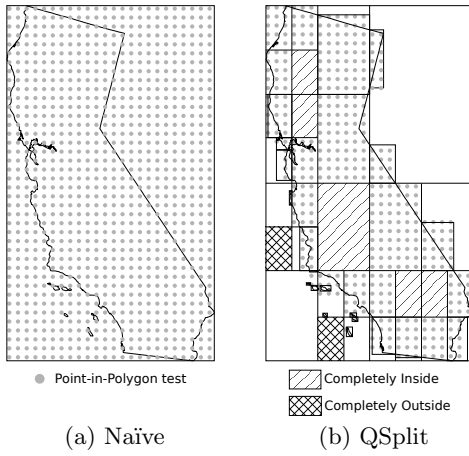 Point-in-Polygon test
Completely Inside
Completely Outside
(a) Naïve
(b) QSplit